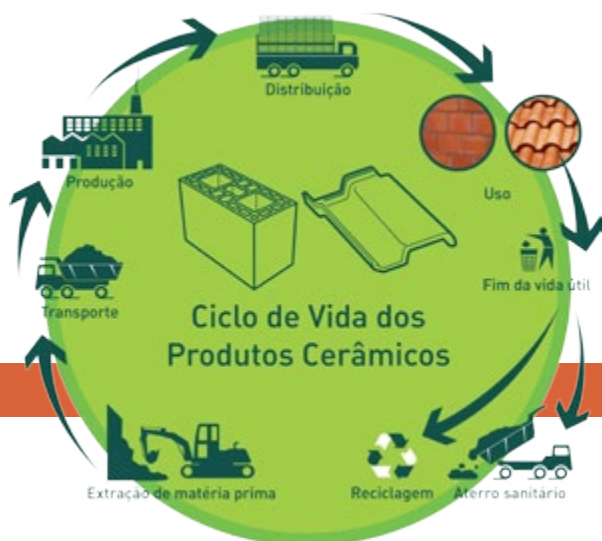 Distribuição
Produção
Uso
Transporte
Fim da vida útil
Ciclo de Vida dos
Produtos Cerâmicos
Extração de matéria prima
Reciclagem
Aterro sanitário